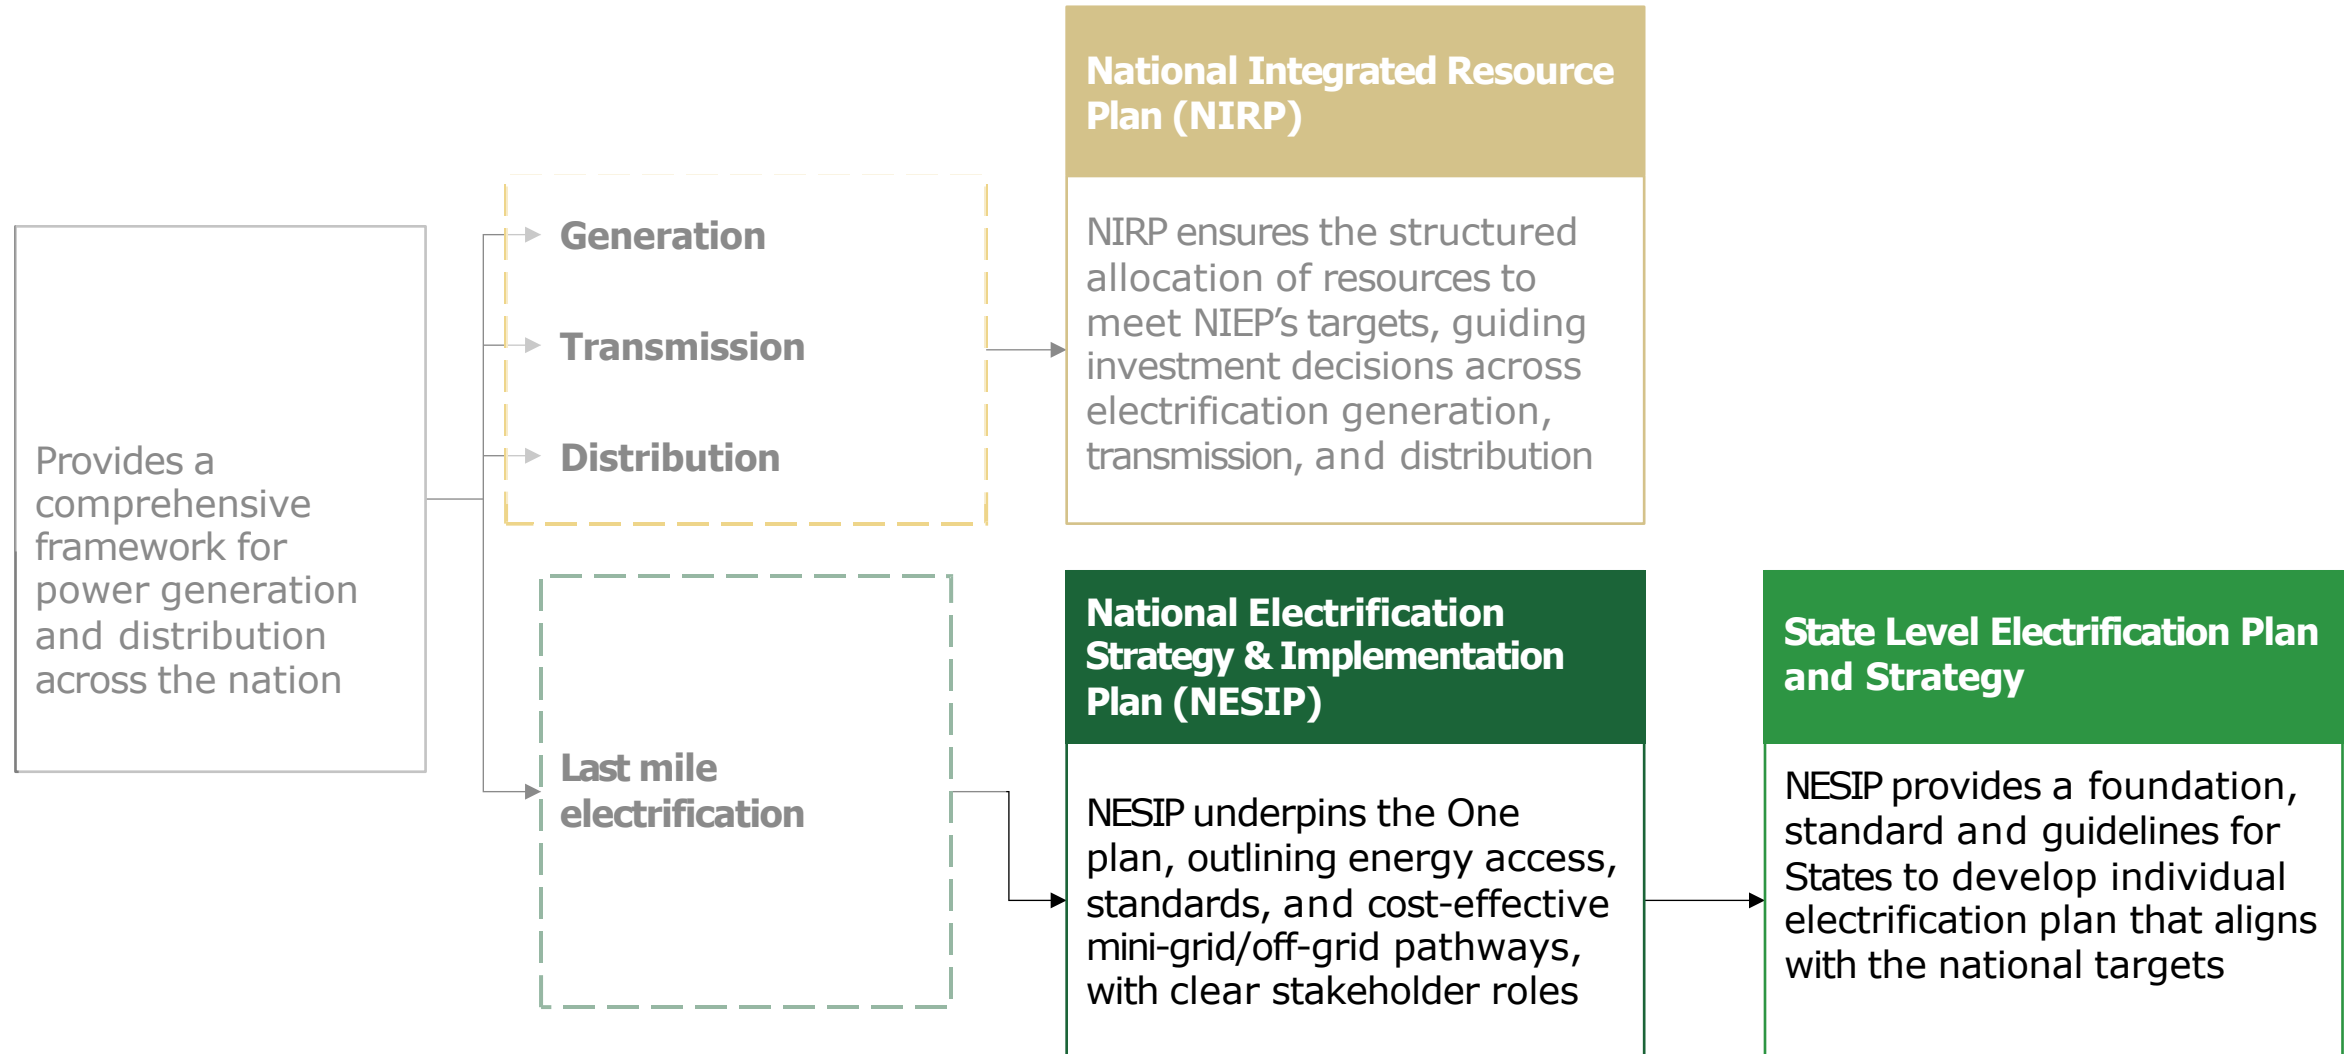 Provides a
comprehensive
framework for
power generation
and distribution
across the nation
Generation
Transmission
Distribution
Last mile
electrification
National Integrated Resource
Plan (NIRP)
NIRP ensures the structured
allocation of resources to
meet NIEP’s targets, guiding
investment decisions across
electrification generation,
transmission, and distribution
National Electrification
Strategy & Implementation
Plan (NESIP)
NESIP underpins the One
plan, outlining energy access,
standards, and cost-effective
mini-grid/off-grid pathways,
with clear stakeholder roles
State Level Electrification Plan
and Strategy
NESIP provides a foundation,
standard and guidelines for
States to develop individual
electrification plan that aligns
with the national targets